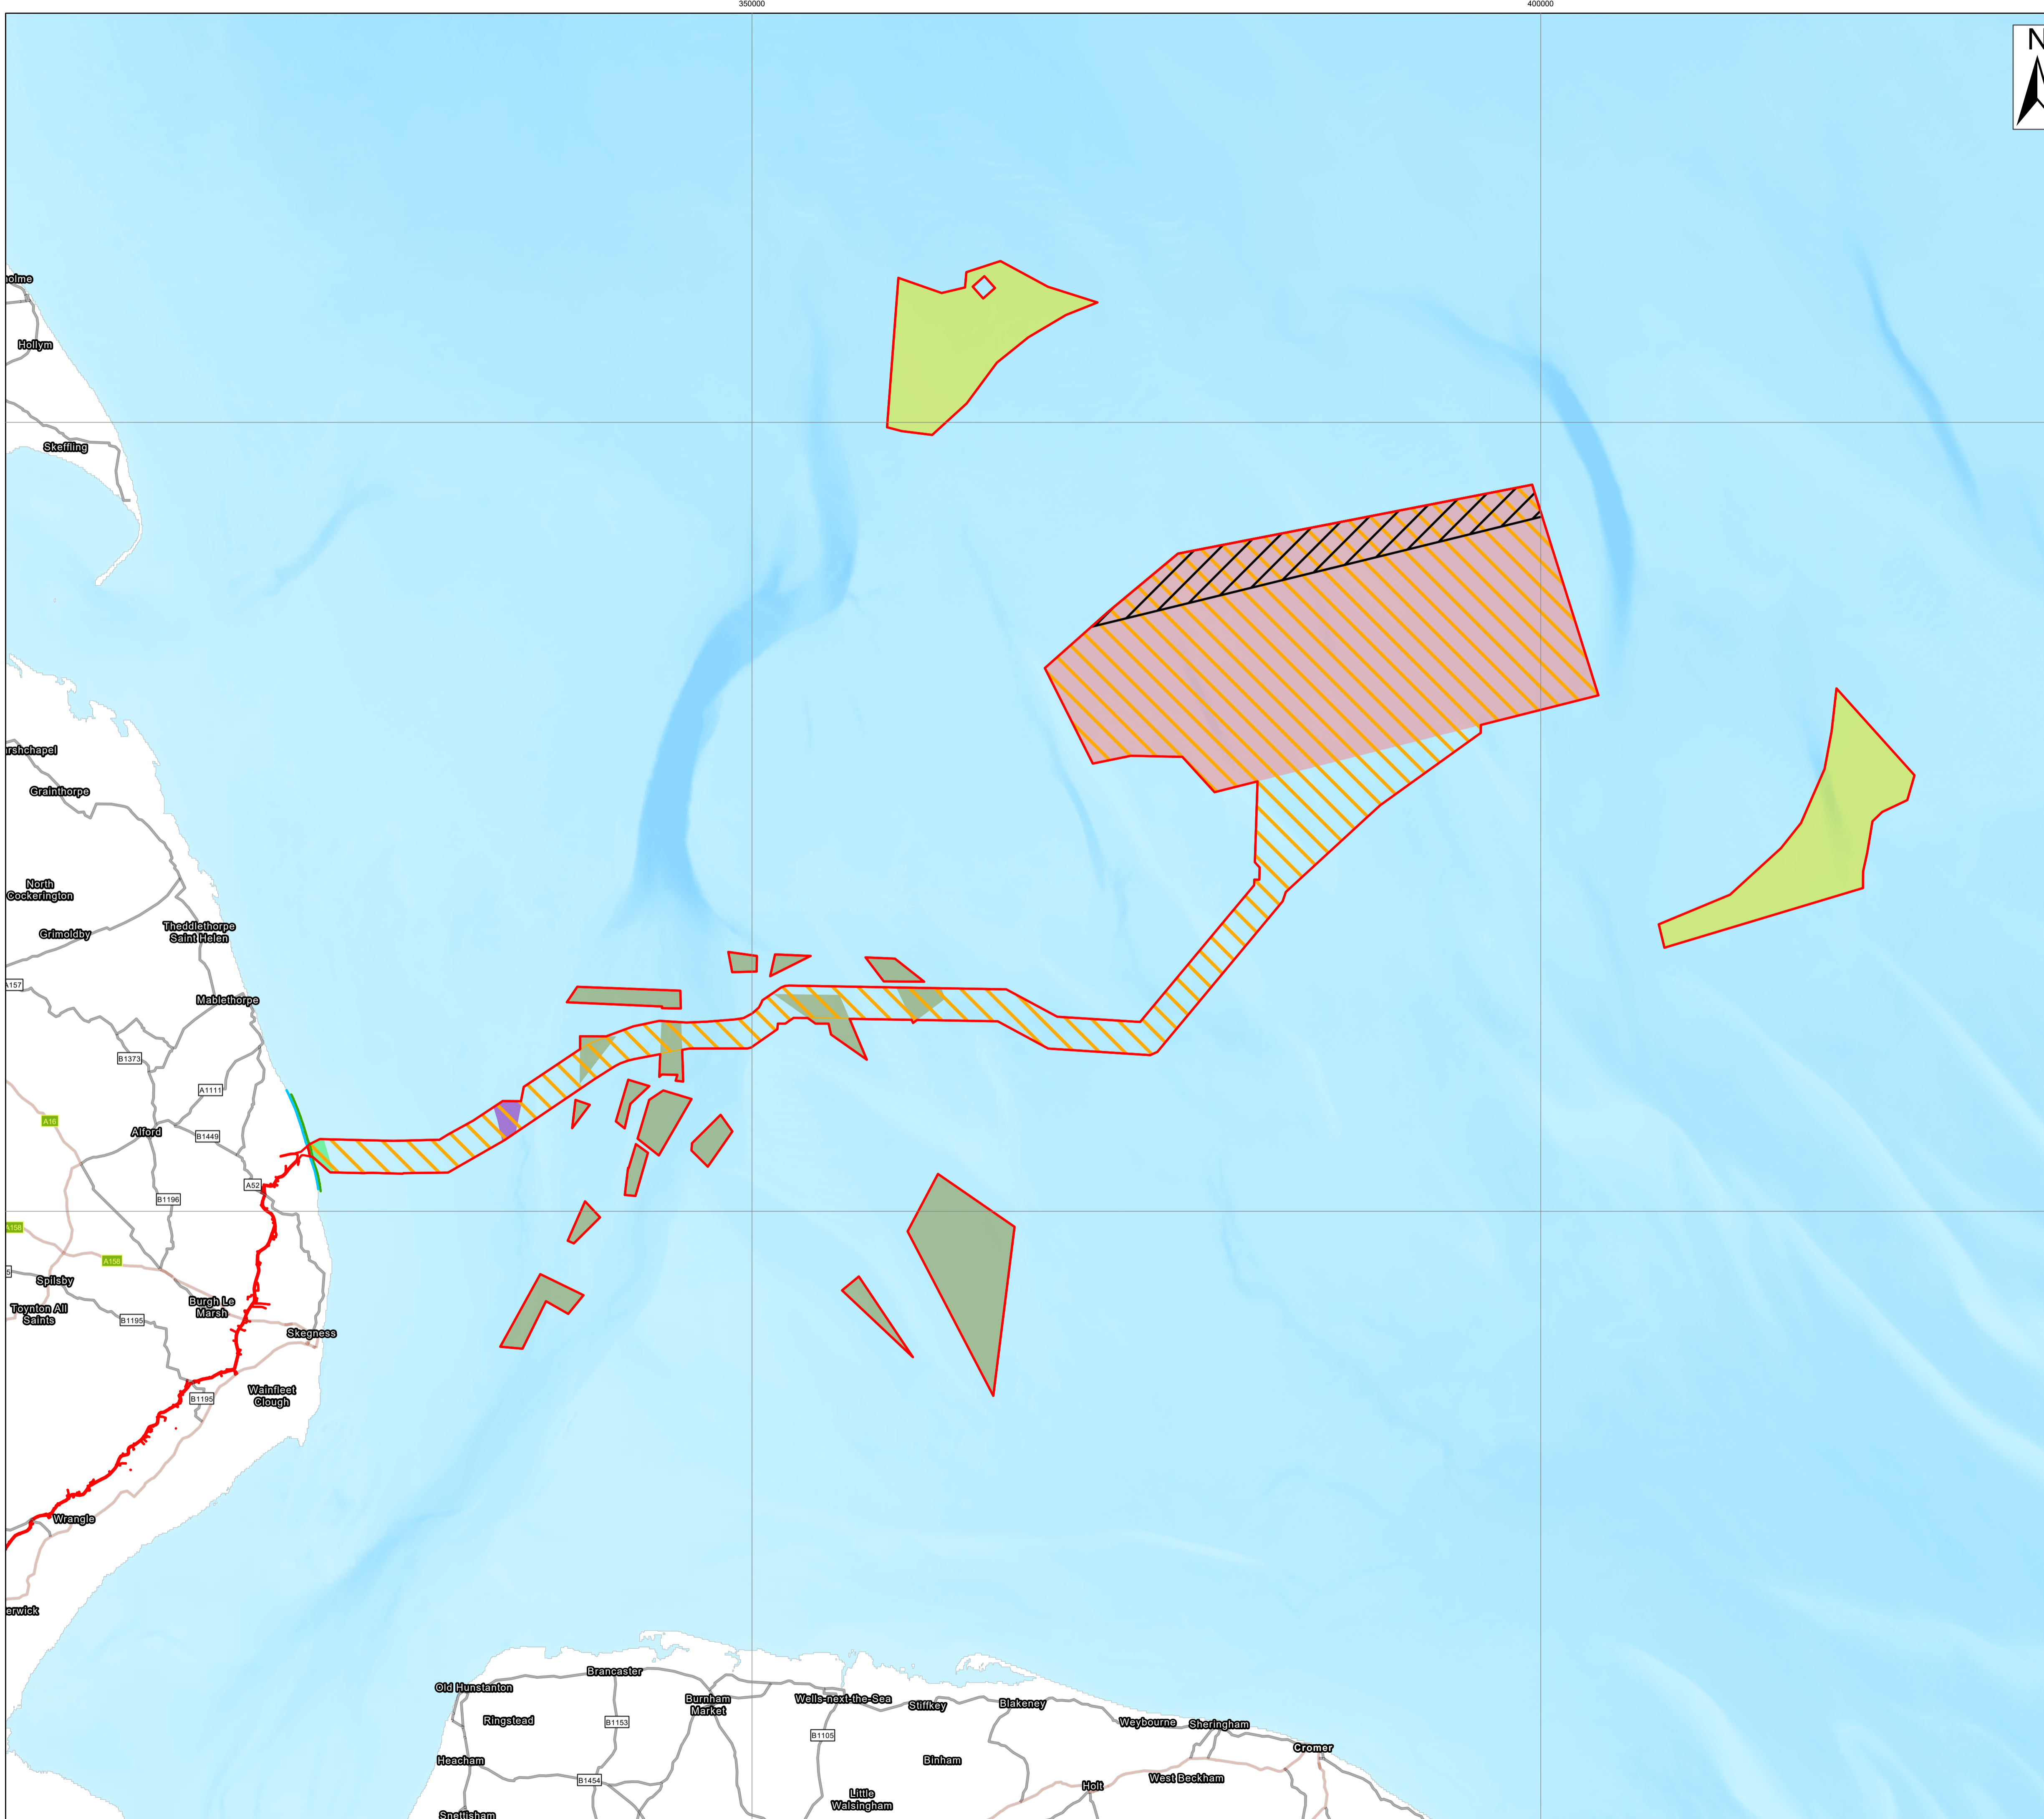 350000
400000
N
olme
Hollym
Skeffling
rshchapel
Grainthorpe
North
Cockerington
Grimoldby
Theddlethorpe
Saint Helen
A157
Mablethorpe
B1373
A1111
A16
Alford
B1449
A52
B1196
A158
A158
5
Spilsby
Toynton All
Saints
Burgh Le
Marsh
B1195
Skegness
Wainfleet
Clough
B1195
Wrangle
erwick
Brancaster
Old Hunstanton
Burnham
Market
Wells-next-the-Sea
Stiffkey
Blakeney
Ringstead
B1153
B1105
Weybourne
Sheringham
Cromer
Heacham
Binham
B1454
Holt
West Beckham
Little
Walsingham
Snettisham